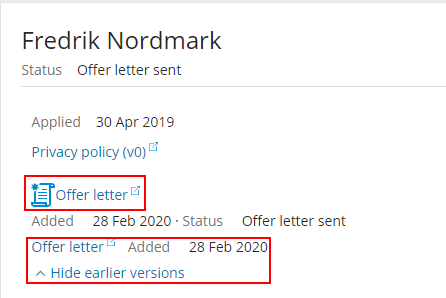 Fredrik Nordmark
Status Offer letter sent
Applied 30 Apr 2019
Privacy policy (v0)
Offer letter
Added 28 Feb 2020 · Status Offer letter sent
Offer letter Added 28 Feb 2020
Hide earlier versions